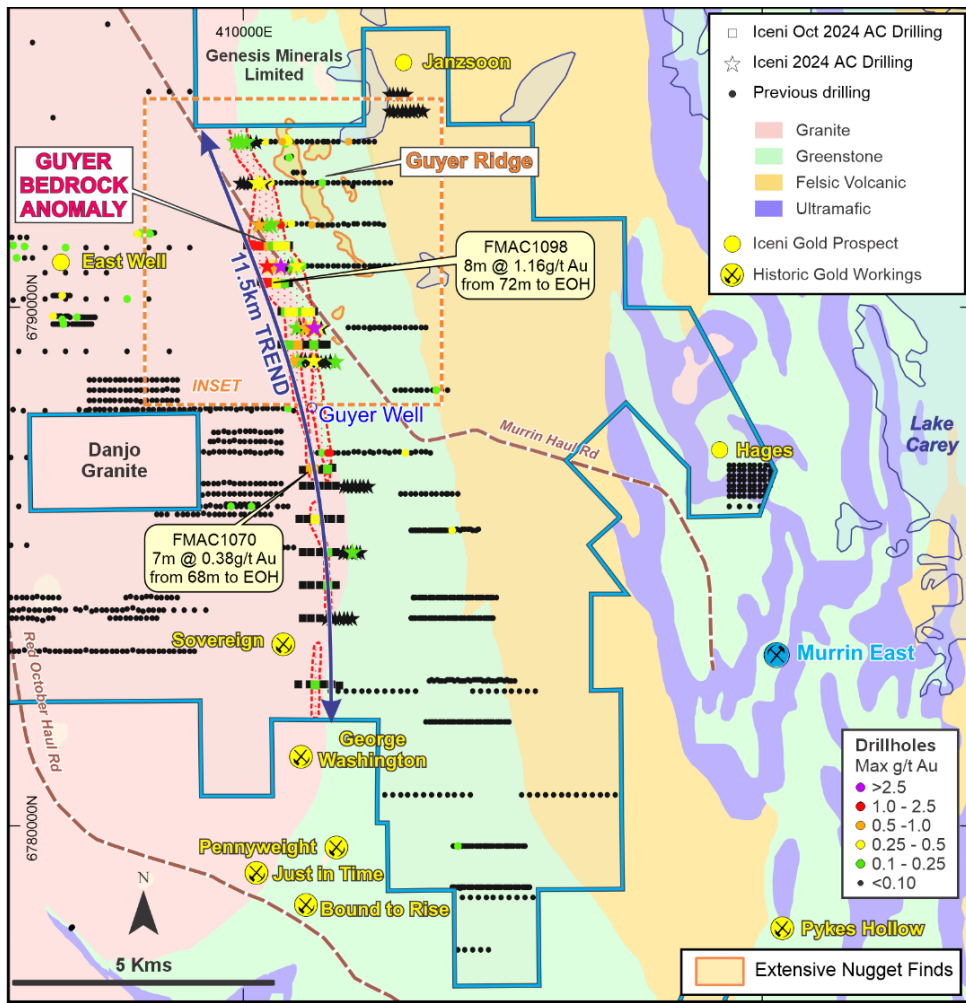 410000E
Genesis Minerals
Limited
Janzsoon
□ Iceni Oct 2024 AC Drilling
☆ Iceni 2024 AC Drilling
● Previous drilling
Granite
Greenstone
Felsic Volcanic
Ultramafic
Iceni Gold Prospect
Historic Gold Workings
GUYER
BEDROCK
ANOMALY
Guyer Ridge
FMAC1098
8m @ 1.16g/t Au
from 72m to EOH
East Well
11.5km TREND
6790000N
INSET
Guyer Well
Murrin Haul Rd
Danjo
Granite
Hages
Lake
Carey
FMAC1070
7m @ 0.38g/t Au
from 68m to EOH
Sovereign
Murrin East
Red October Haul Rd
George
Washington
Drillholes
Max g/t Au
>2.5
1.0 - 2.5
0.5 -1.0
0.25 - 0.5
0.1 - 0.25
<0.10
6780000N
Pennyweight
Just in Time
Bound to Rise
N
Pykes Hollow
5 Kms
Extensive Nugget Finds